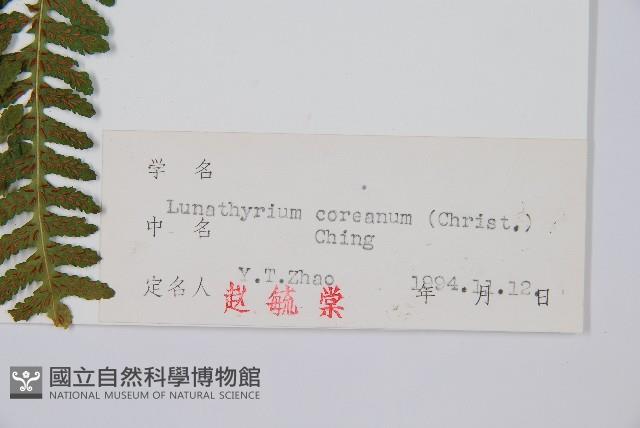 学 名
Lunathyrium coreanum (Christ.)
中 名
Ching
定名人 Y.T.Zhao 1994.11.12.
年 月 日
赵毓棠
國立自然科學博物館
NATIONAL MUSEUM OF NATURAL SCIENCE